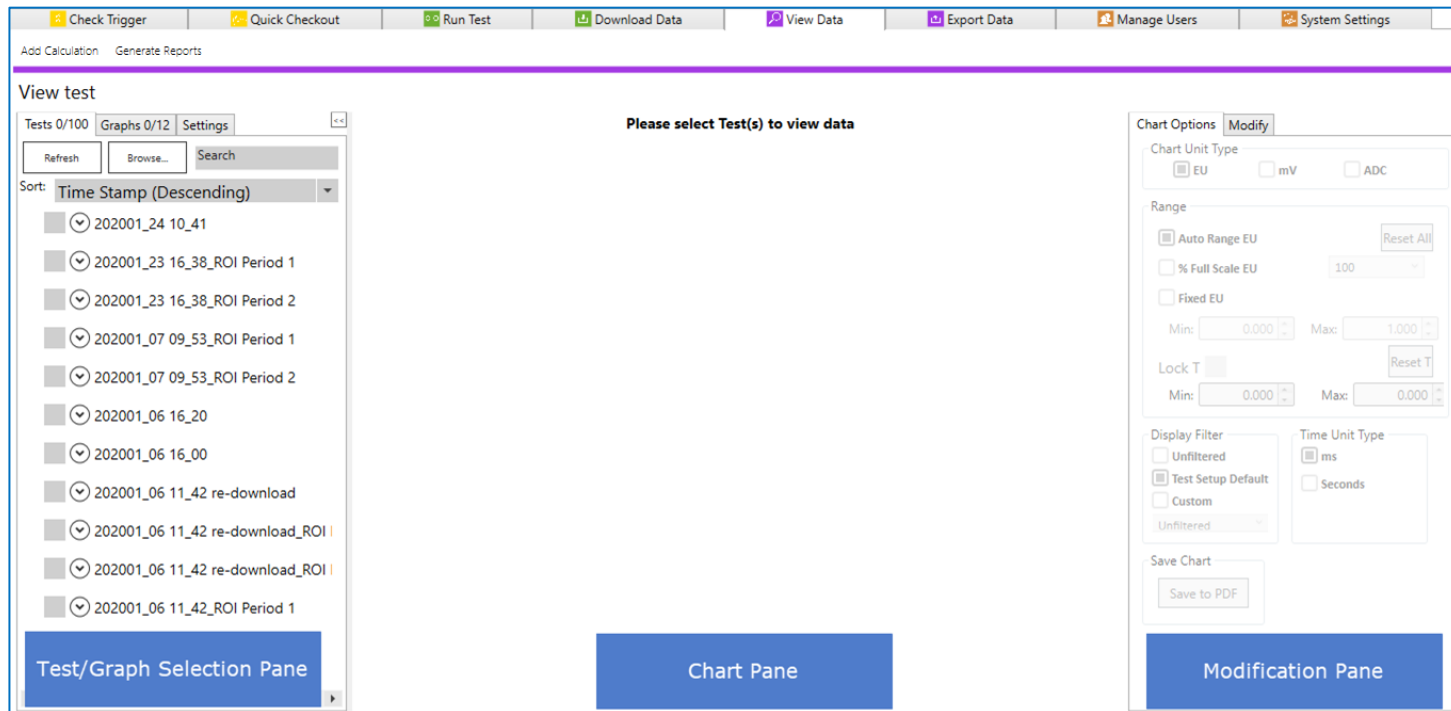 Check Trigger
Quick Checkout
Run Test
Download Data
View Data
Export Data
Manage Users
System Settings
Add Calculation Generate Reports
View test
Tests 0/100 Graphs 0/12 Settings <<
Refresh Browse... Search
Sort: Time Stamp (Descending)
202001_24 10_41
202001_23 16_38_ROI Period 1
202001_23 16_38_ROI Period 2
202001_07 09_53_ROI Period 1
202001_07 09_53_ROI Period 2
202001_06 16_20
202001_06 16_00
202001_06 11_42 re-download
202001_06 11_42 re-download_ROI
202001_06 11_42 re-download_ROI
202001_06 11_42_ROI Period 1
Test/Graph Selection Pane
Please select Test(s) to view data
Chart Pane
Chart Options Modify
Chart Unit Type
EU mV ADC
Range
Auto Range EU Reset All
% Full Scale EU 100
Fixed EU
Min: 0.000 Max: 1.000
Lock T Reset T
Min: 0.000 Max: 0.000
Display Filter
Unfiltered
Test Setup Default
Custom
Unfiltered
Time Unit Type
ms
Seconds
Save Chart
Save to PDF
Modification Pane